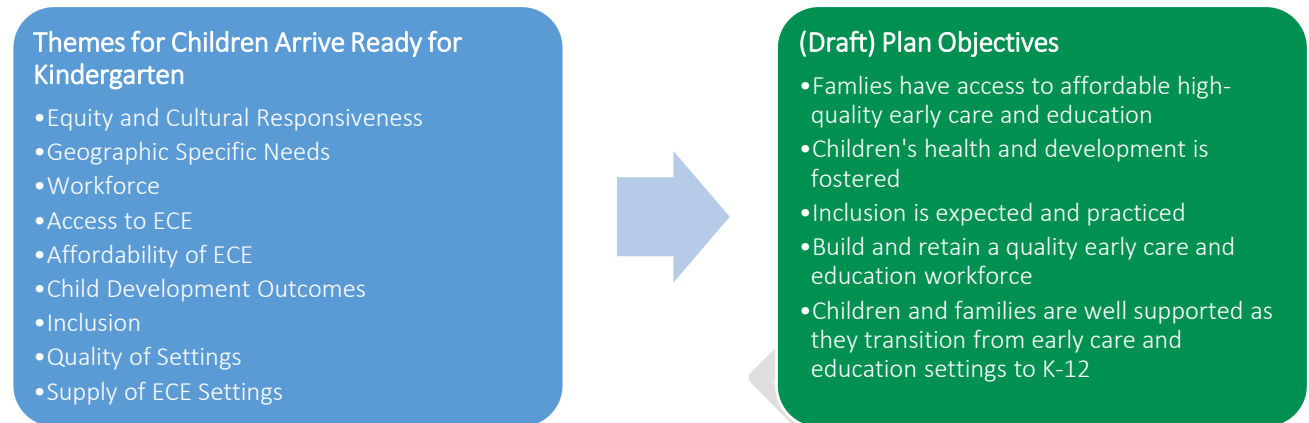 Themes for Children Arrive Ready for
Kindergarten
•Equity and Cultural Responsiveness
•Geographic Specific Needs
•Workforce
•Access to ECE
•Affordability of ECE
•Child Development Outcomes
•Inclusion
•Quality of Settings
•Supply of ECE Settings
(Draft) Plan Objectives
•Famlies have access to affordable high-
quality early care and education
•Children's health and development is
fostered
•Inclusion is expected and practiced
•Build and retain a quality early care and
education workforce
•Children and families are well supported as
they transition from early care and
education settings to K-12